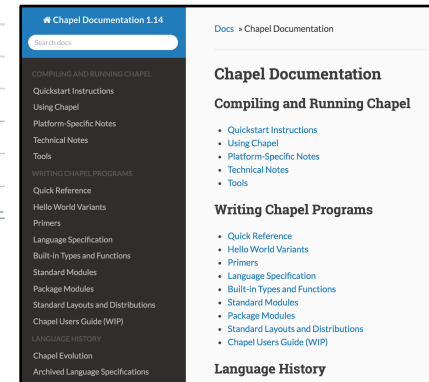 Chapel Documentation 1.14
Search docs
COMPILING AND RUNNING CHAPEL
Quickstart Instructions
Using Chapel
Platform-Specific Notes
Technical Notes
Tools
WRITING CHAPEL PROGRAMS
Quick Reference
Hello World Variants
Primers
Language Specification
Built-in Types and Functions
Standard Modules
Package Modules
Standard Layouts and Distributions
Chapel Users Guide (WIP)
LANGUAGE HISTORY
Chapel Evolution
Archived Language Specifications
Docs » Chapel Documentation
Chapel Documentation
Compiling and Running Chapel
• Quickstart Instructions
• Using Chapel
• Platform-Specific Notes
• Technical Notes
• Tools
Writing Chapel Programs
• Quick Reference
• Hello World Variants
• Primers
• Language Specification
• Built-in Types and Functions
• Standard Modules
• Package Modules
• Standard Layouts and Distributions
• Chapel Users Guide (WIP)
Language History